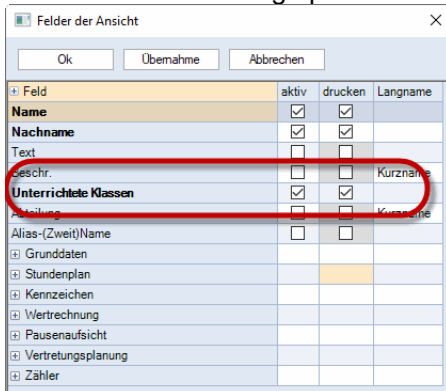 Felder der Ansicht
Ok Übernahme Abbrechen
Feld aktiv drucken Langname
Name
Nachname
Text
Beschr. Kurzname
Unterrichtete Klassen
Abteilung Kurzname
Alias-(Zweit)Name
Grunddaten
Stundenplan
Kennzeichen
Wertrechnung
Pausenaufsicht
Vertretungsplanung
Zähler